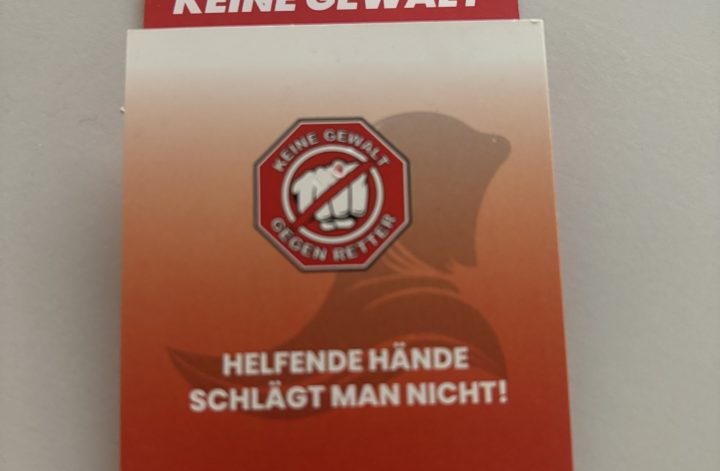 KEINE GEWALT
KEINE GEWALT
GEGEN RETTER
HELFENDE HÄNDE
SCHLÄGT MAN NICHT!